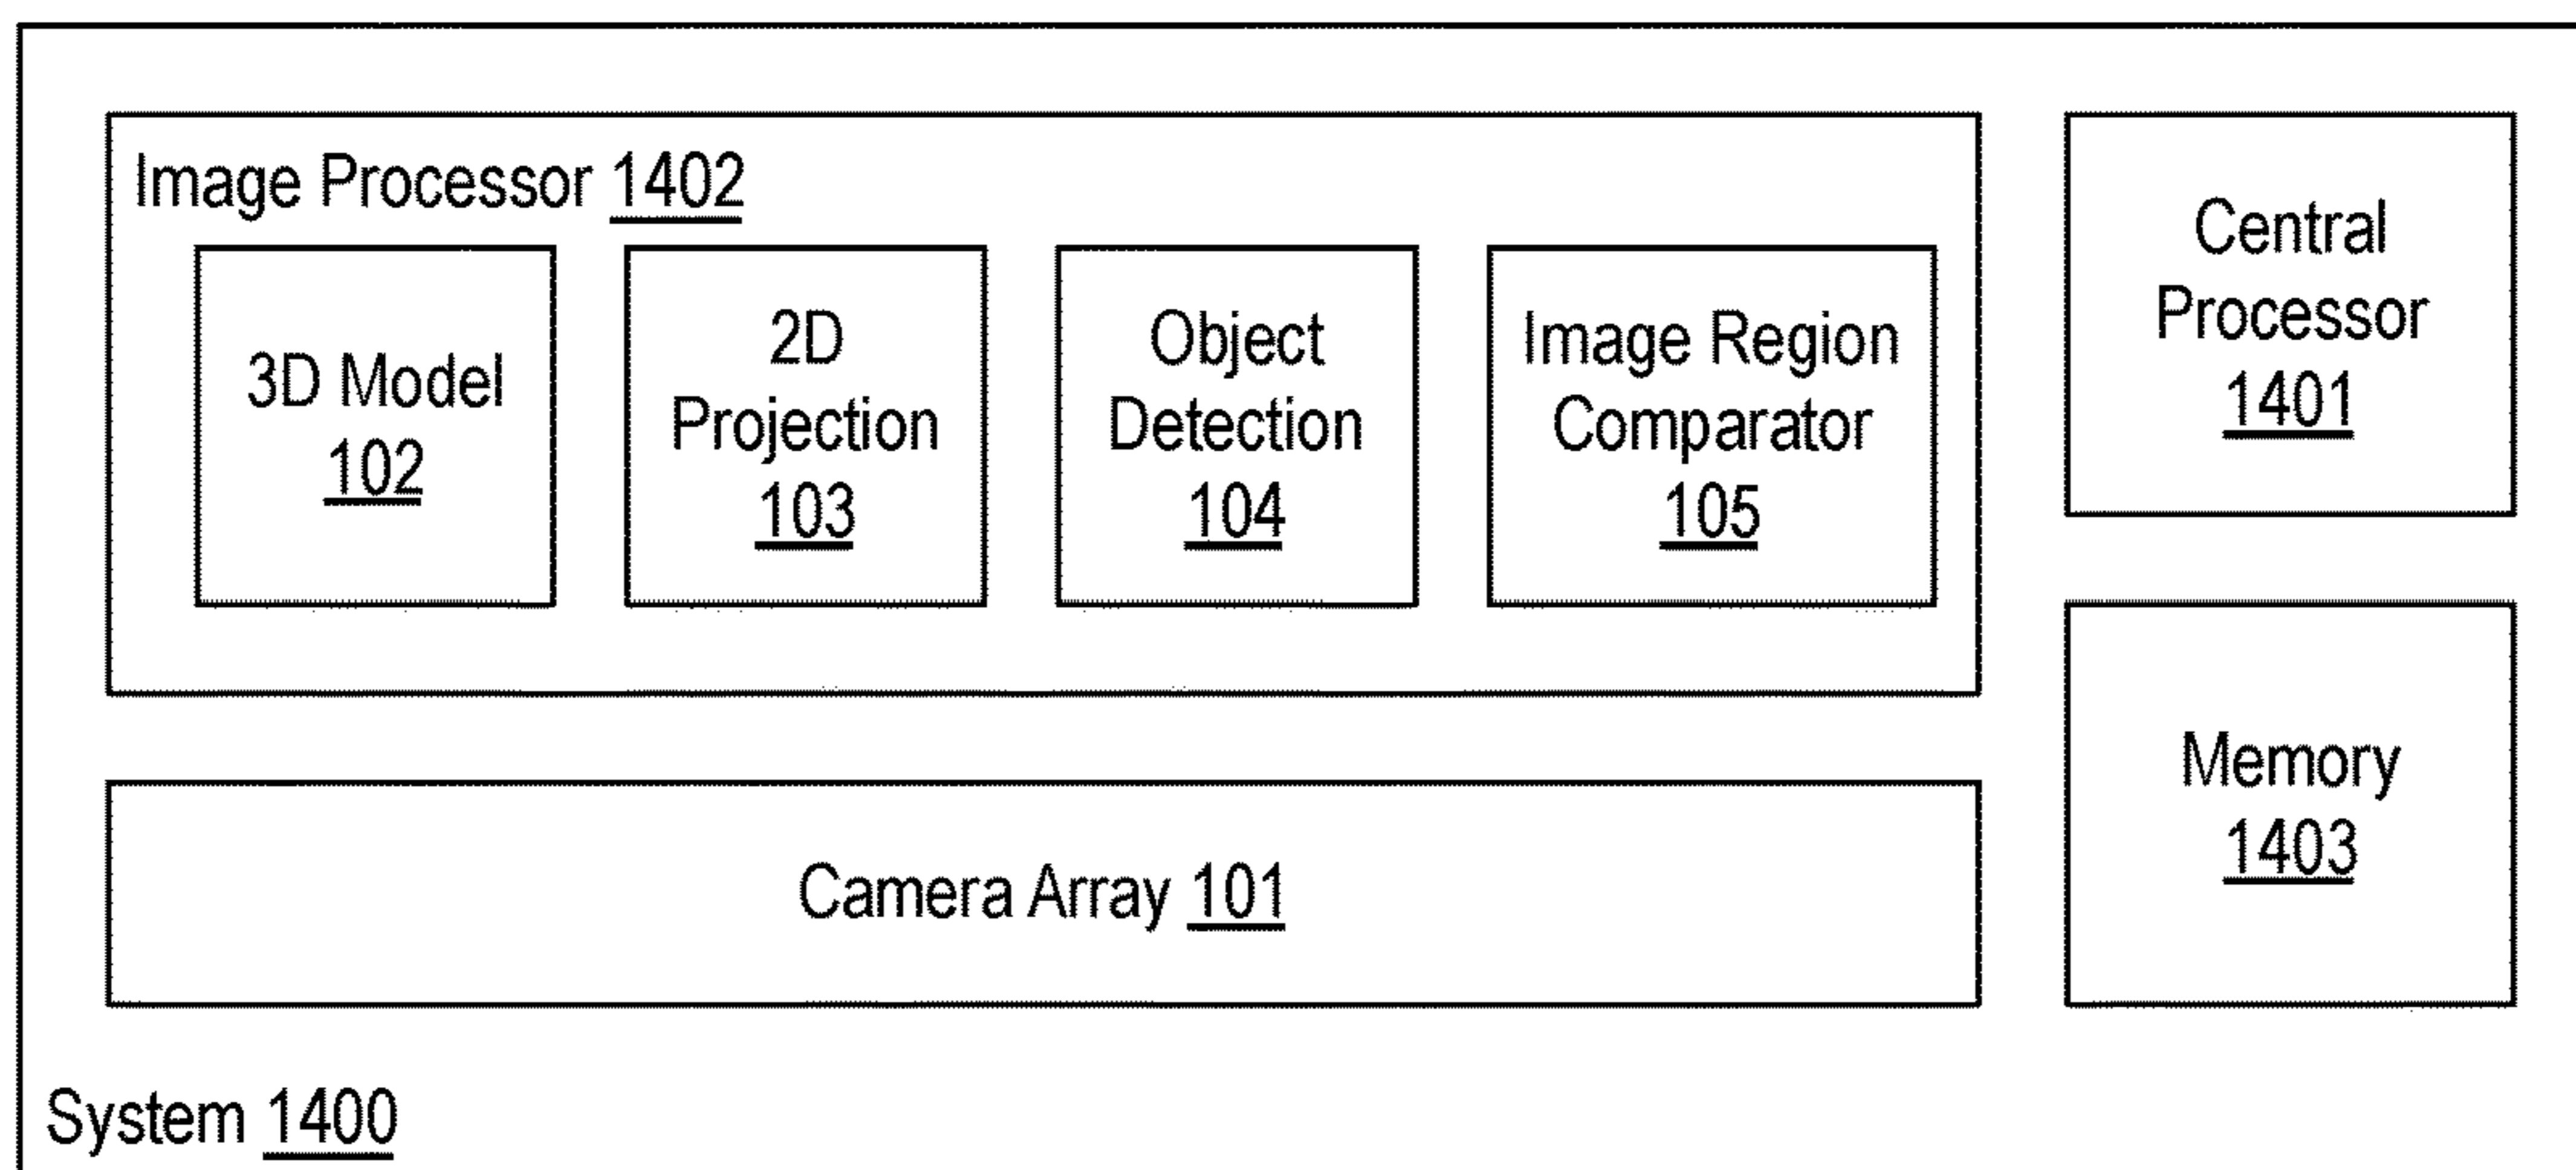 Image Processor 1402
3D Model
102
2D
Projection
103
Object
Detection
104
Image Region
Comparator
105
Central
Processor
1401
Memory
1403
Camera Array 101
System 1400